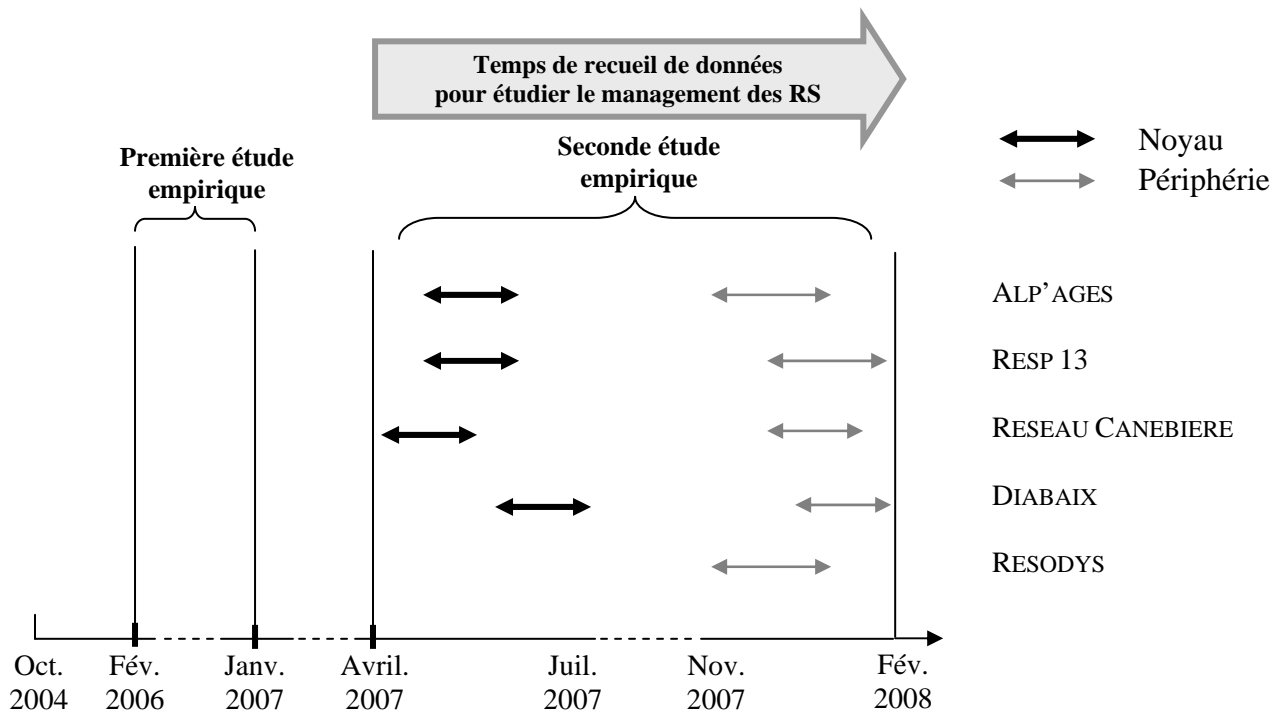 Temps de recueil de données
pour étudier le management des RS
Première étude
empirique
Seconde étude
empirique
Noyau
Périphérie
ALP’AGES
RESP 13
RESEAU CANEBIERE
DIABAIX
RESODYS
Oct.
2004
Fév.
2006
Janv.
2007
Avril.
2007
Juil.
2007
Nov.
2007
Fév.
2008